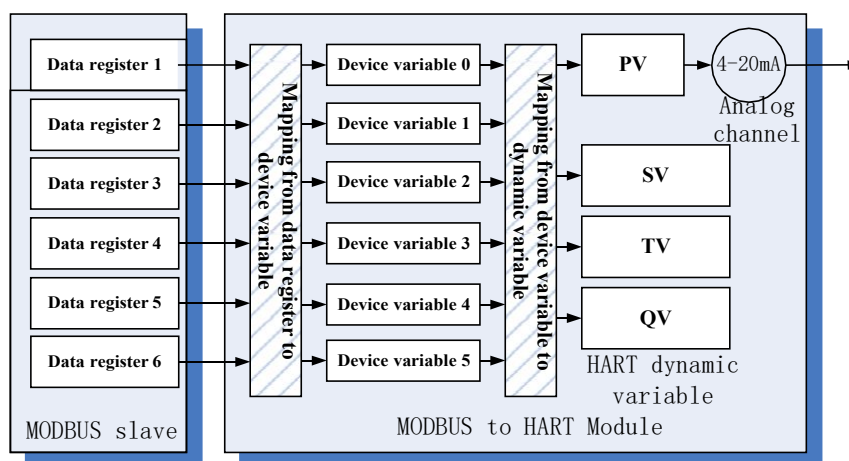 Data register 1
Data register 2
Data register 3
Data register 4
Data register 5
Data register 6
MODBUS slave
Mapping from data register to
device variable
Device variable 0
Device variable 1
Device variable 2
Device variable 3
Device variable 4
Device variable 5
Mapping from device variable to
dynamic variable
PV
4-20mA
Analog
channel
SV
TV
QV
HART dynamic
variable
MODBUS to HART Module